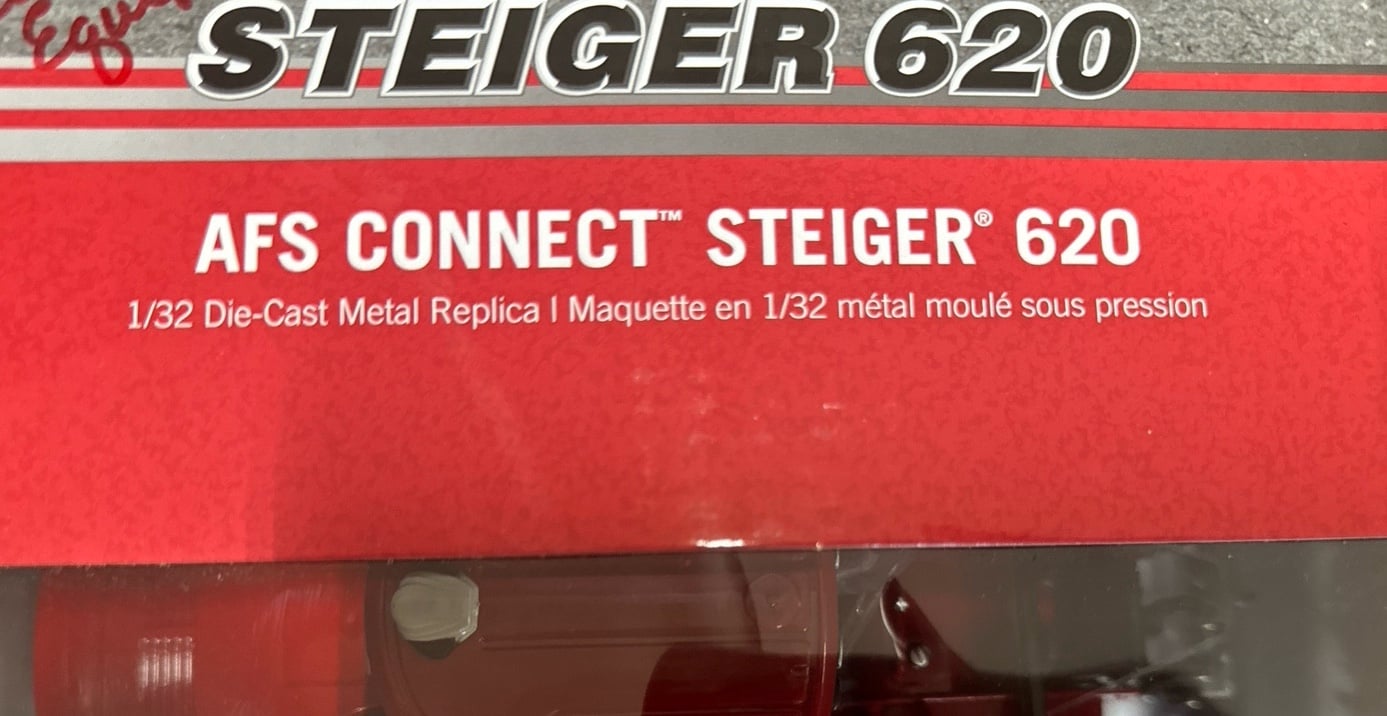 STEIGER 620
AFS CONNECT™ STEIGER® 620
1/32 Die-Cast Metal Replica | Maquette en 1/32 métal moulé sous pression